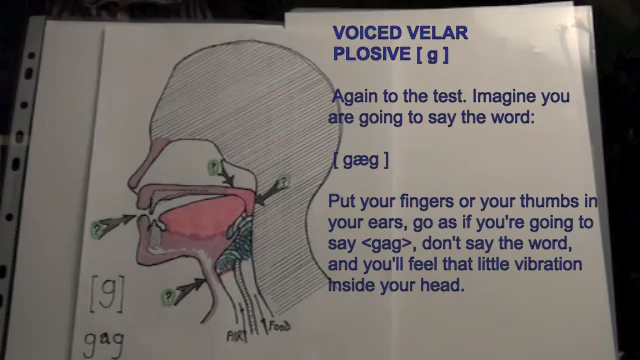 VOICED VELAR
PLOSIVE [ g ]
Again to the test. Imagine you
are going to say the word:
[ gæg ]
Put your fingers or your thumbs in
your ears, go as if you're going to
say <gag>, don't say the word,
and you'll feel that little vibration
inside your head.
?
?
?
?
[g]
gag
AIR
FOOD